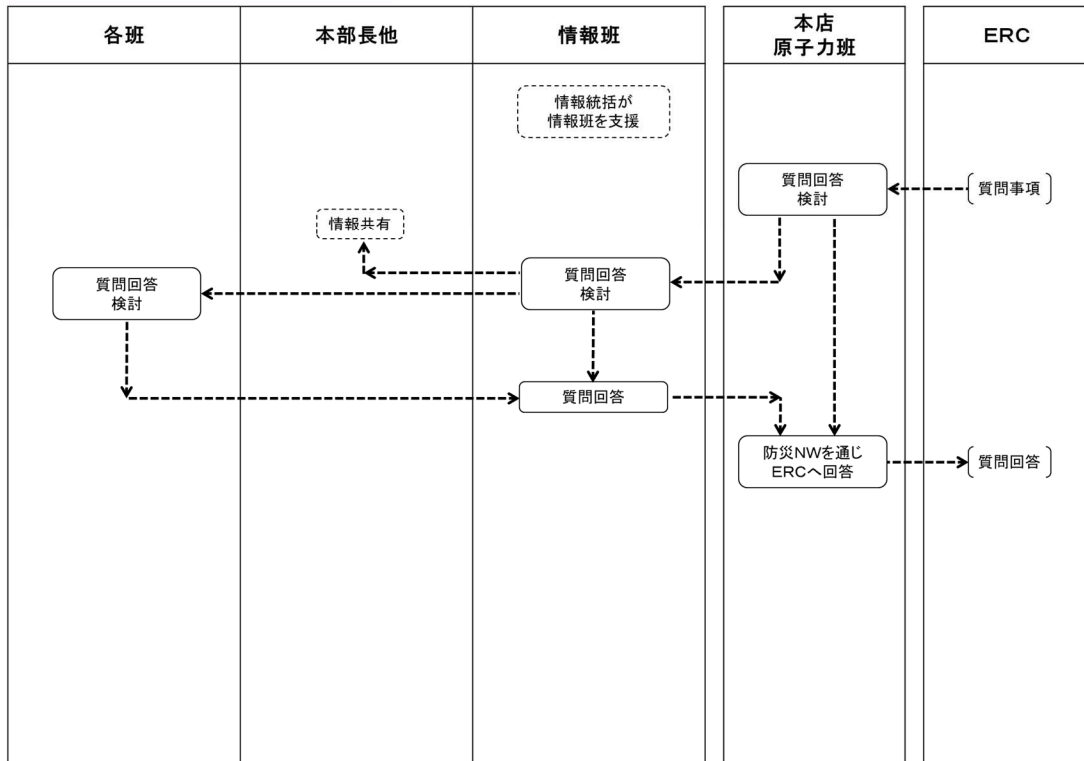 各班
本部長他
情報班
本店
原子力班
ERC
情報統括が
情報班を支援
質問回答
検討
質問事項
情報共有
質問回答
検討
質問回答
検討
質問回答
防災NWを通じ
ERCへ回答
質問回答